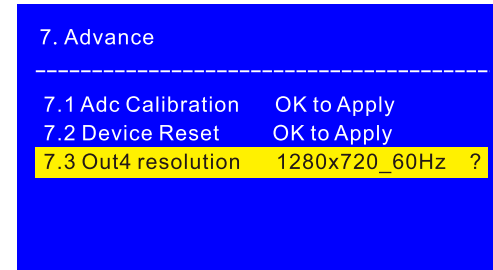 7. Advance
7.1 Adc Calibration OK to Apply
7.2 Device Reset OK to Apply
7.3 Out4 resolution 1280x720_60Hz ?